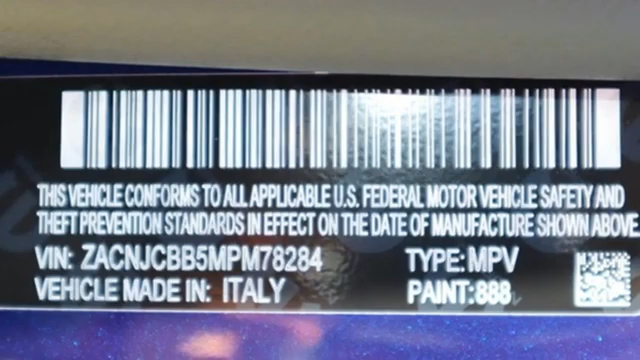 THIS VEHICLE CONFORMS TO ALL APPLICABLE U.S. FEDERAL MOTOR VEHICLE SAFETY AND
THEFT PREVENTION STANDARDS IN EFFECT ON THE DATE OF MANUFACTURE SHOWN ABOVE.
VIN: ZACNJCBB5MPM78284 TYPE: MPV
VEHICLE MADE IN: ITALY PAINT: 888